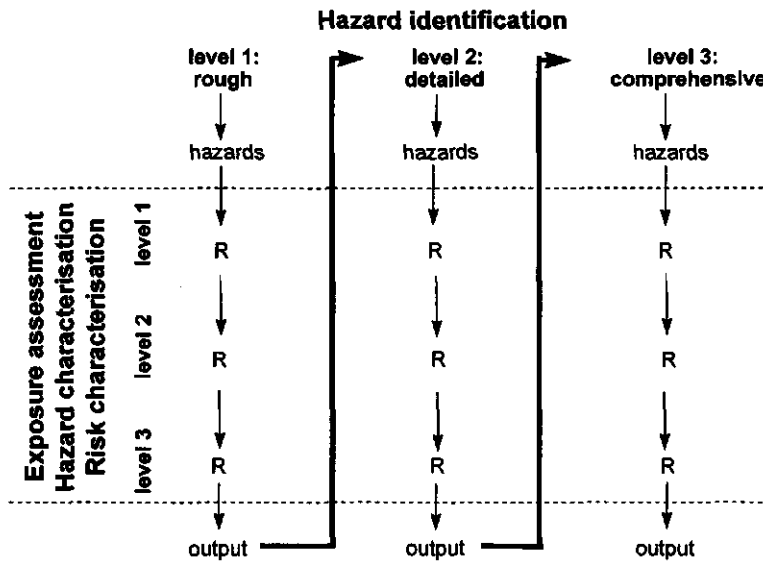 Hazard identification
level 1:
rough
level 2:
detailed
level 3:
comprehensive
hazards
hazards
hazards
Exposure assessment
Hazard characterisation
Risk characterisation
level 1
R
R
R
level 2
R
R
R
level 3
R
R
R
output
output
output